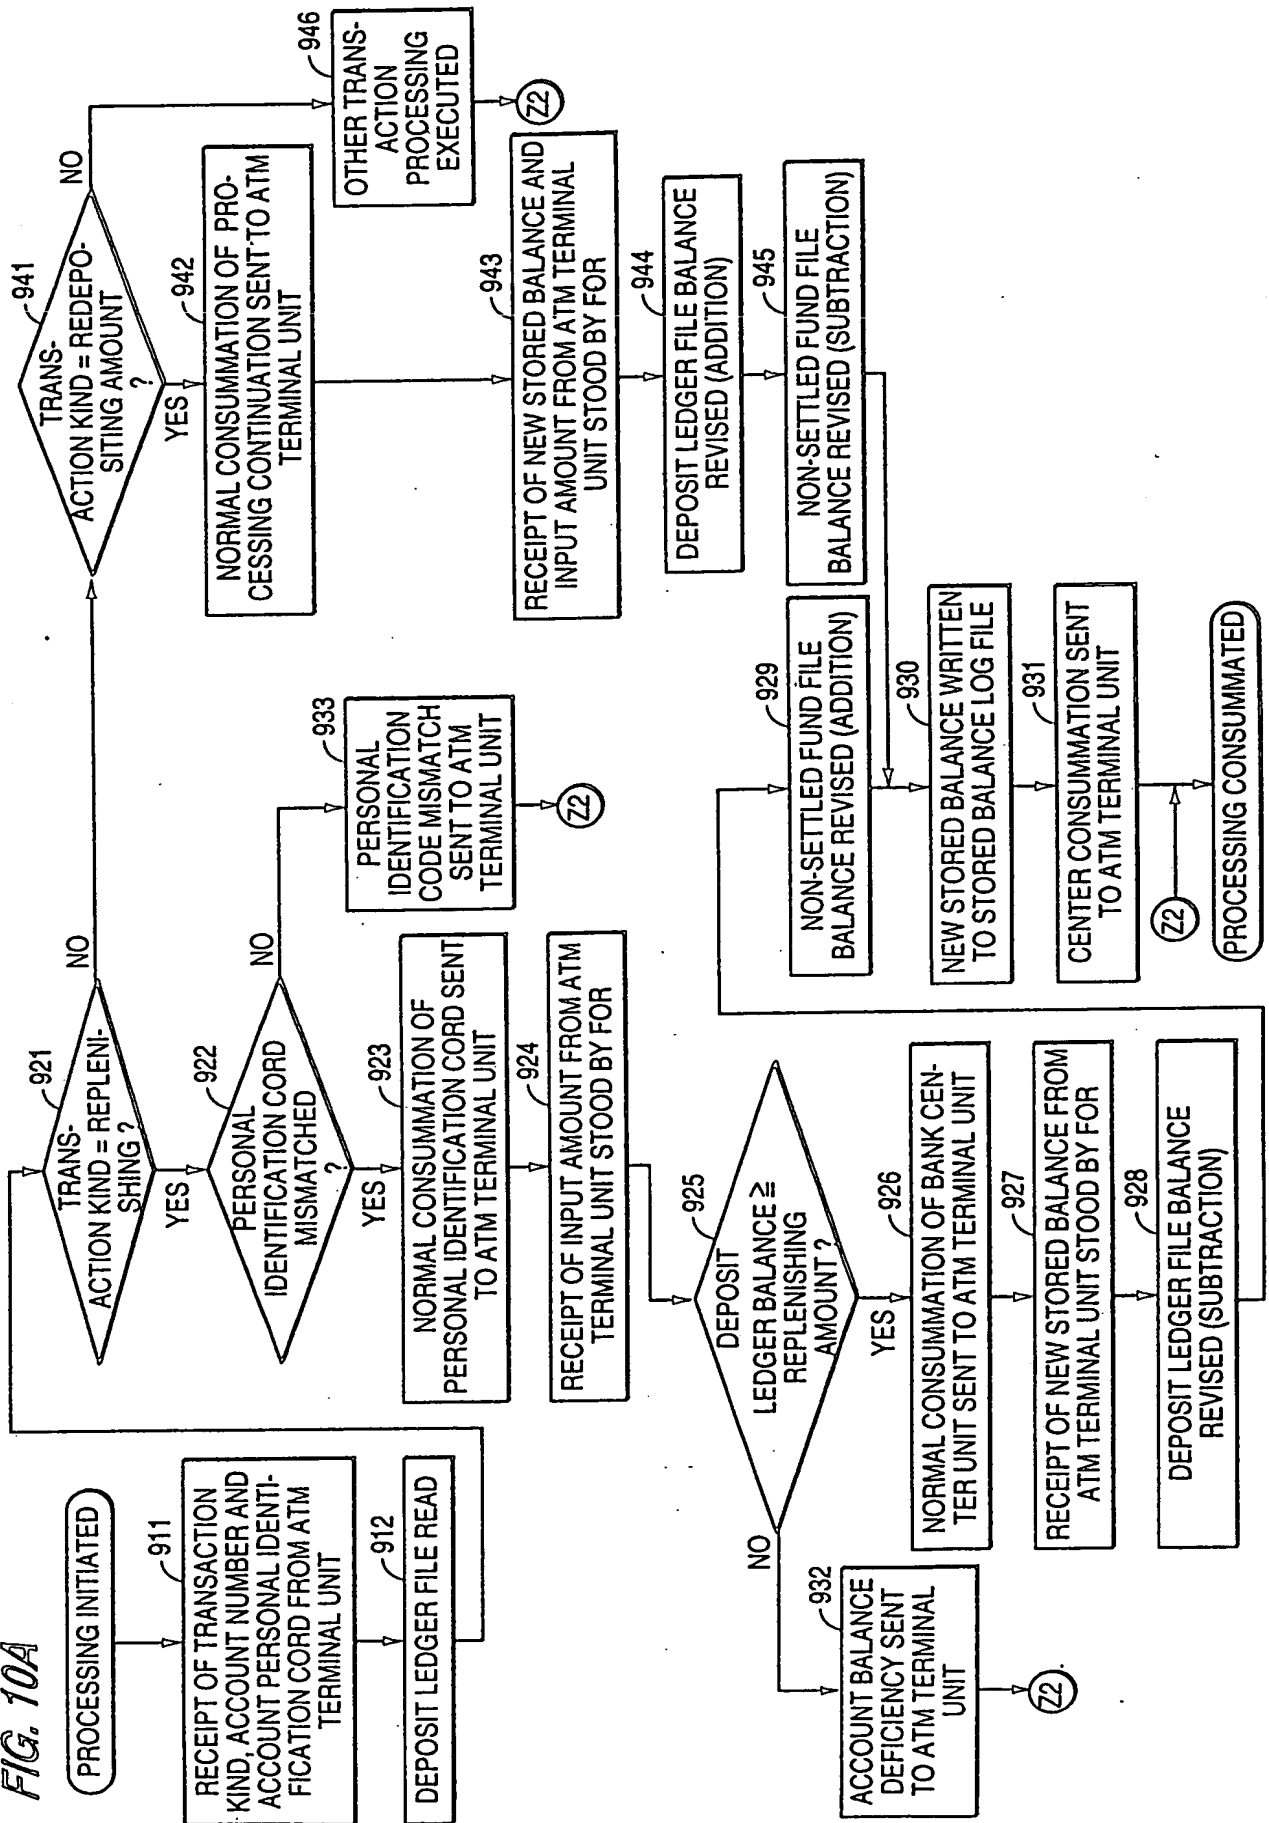 FIG. 10A
PROCESSING INITIATED
911
RECEIPT OF TRANSACTION
KIND, ACCOUNT NUMBER AND
ACCOUNT PERSONAL IDENTI-
FICATION CORD FROM ATM
TERMINAL UNIT
912
DEPOSIT LEDGER FILE READ
921
TRANS-
ACTION KIND = REPLENI-
SHING ?
NO
YES
922
PERSONAL
IDENTIFICATION CORD
MISMATCHED
?
NO
YES
923
NORMAL CONSUMMATION OF
PERSONAL IDENTIFICATION CORD SENT
TO ATM TERMINAL UNIT
924
RECEIPT OF INPUT AMOUNT FROM ATM
TERMINAL UNIT STOOD BY FOR
933
PERSONAL
IDENTIFICATION
CODE MISMATCH
SENT TO ATM
TERMINAL UNIT
Z2
925
DEPOSIT
LEDGER BALANCE ≧
REPLENISHING
AMOUNT ?
NO
YES
932
ACCOUNT BALANCE
DEFICIENCY SENT
TO ATM TERMINAL
UNIT
Z2
926
NORMAL CONSUMMATION OF BANK CEN-
TER UNIT SENT TO ATM TERMINAL UNIT
927
RECEIPT OF NEW STORED BALANCE FROM
ATM TERMINAL UNIT STOOD BY FOR
928
DEPOSIT LEDGER FILE BALANCE
REVISED (SUBTRACTION)
929
NON-SETTLED FUND FILE
BALANCE REVISED (ADDITION)
930
NEW STORED BALANCE WRITTEN
TO STORED BALANCE LOG FILE
931
CENTER CONSUMMATION SENT
TO ATM TERMINAL UNIT
Z2
PROCESSING CONSUMMATED
941
TRANS-
ACTION KIND = REDEPO-
SITING AMOUNT
?
NO
YES
942
NORMAL CONSUMMATION OF PRO-
CESSING CONTINUATION SENT TO ATM
TERMINAL UNIT
943
RECEIPT OF NEW STORED BALANCE AND
INPUT AMOUNT FROM ATM TERMINAL
UNIT STOOD BY FOR
944
DEPOSIT LEDGER FILE BALANCE
REVISED (ADDITION)
945
NON-SETTLED FUND FILE
BALANCE REVISED (SUBTRACTION)
946
OTHER TRANS-
ACTION
PROCESSING
EXECUTED
Z2